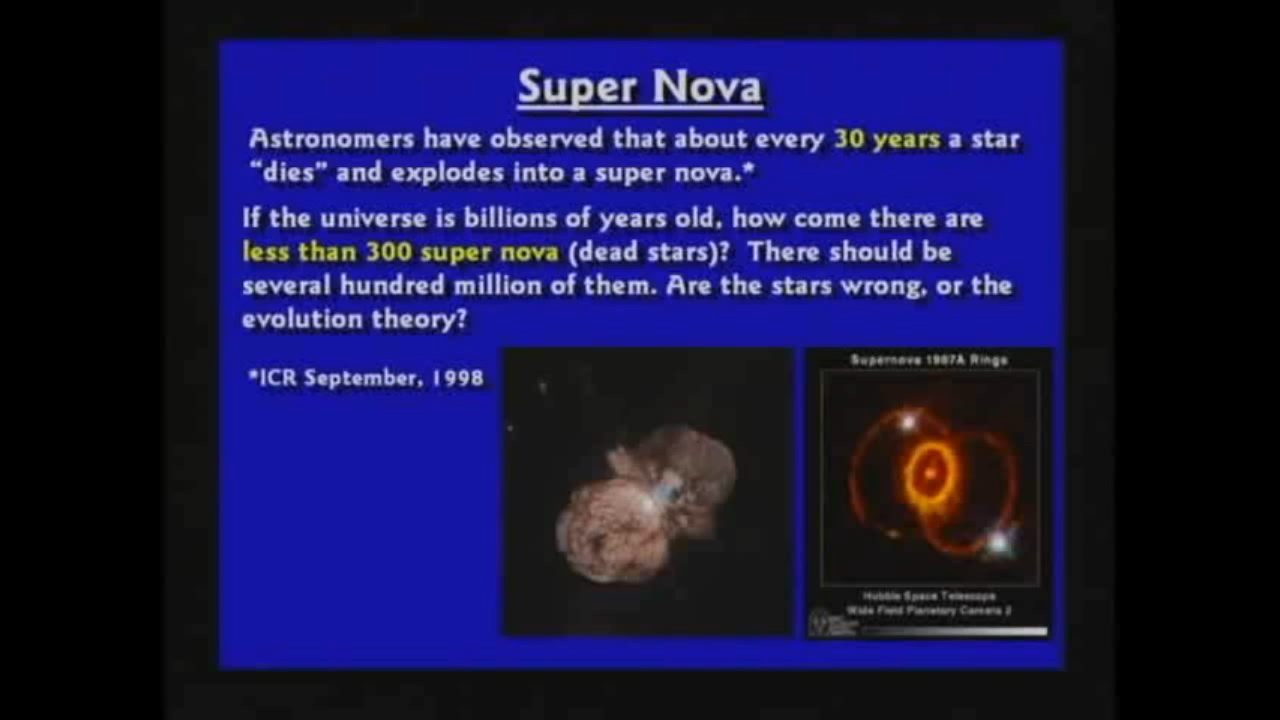 Super Nova
Astronomers have observed that about every 30 years a star
“dies” and explodes into a super nova.*
If the universe is billions of years old, how come there are
less than 300 super nova (dead stars)? There should be
several hundred million of them. Are the stars wrong, or the
evolution theory?
*ICR September, 1998
Supernova 1987A Rings
Hubble Space Telescope
Wide Field Planetary Camera 2